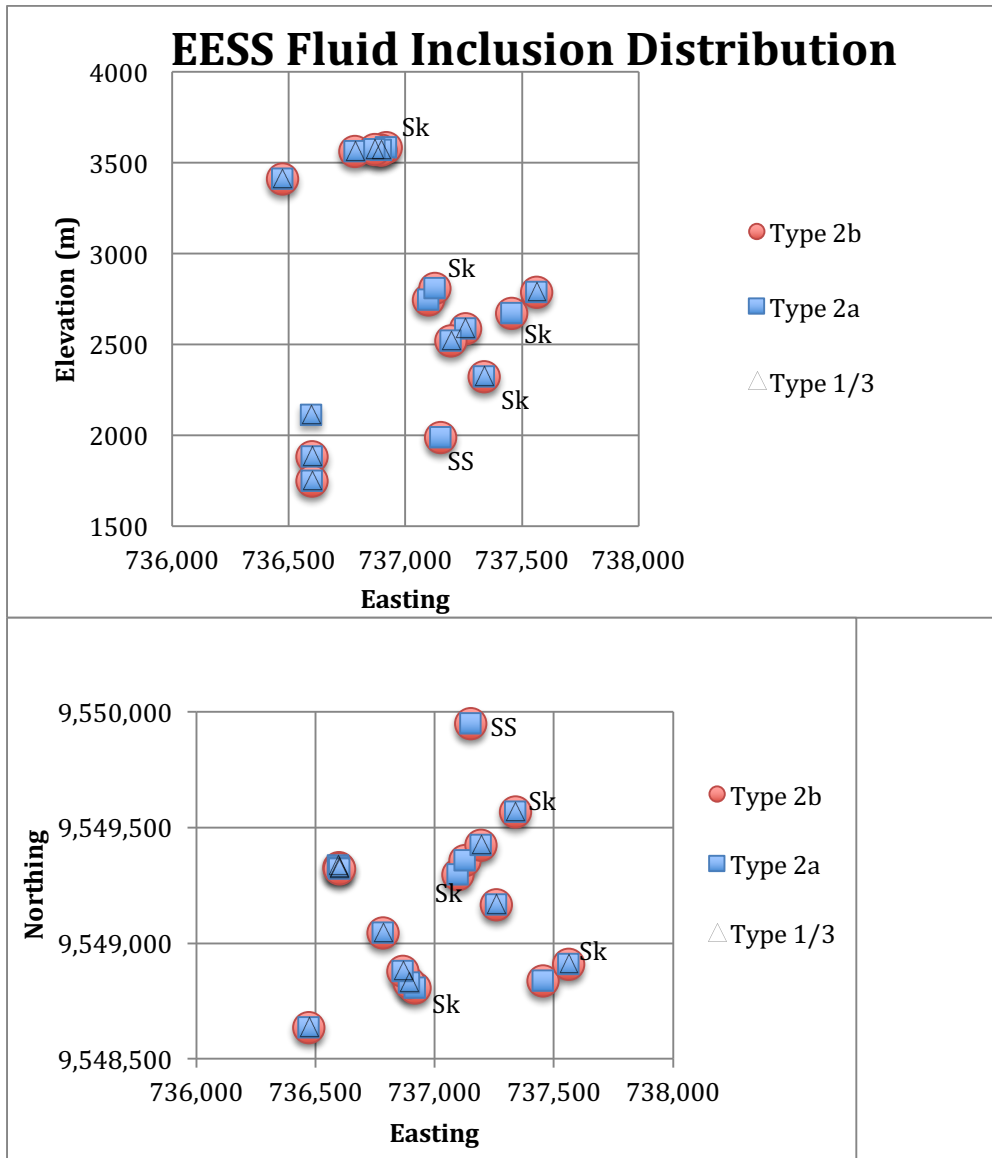 EESS Fluid Inclusion Distribution
4000
3500
3000
2500
2000
1500
Elevation (m)
Sk
Sk
Sk
Sk
SS
736,000 736,500 737,000 737,500 738,000
Easting
Type 2b
Type 2a
Type 1/3
9,550,000
9,549,500
9,549,000
9,548,500
Northing
SS
Sk
Sk
Sk
Sk
736,000 736,500 737,000 737,500 738,000
Easting
Type 2b
Type 2a
Type 1/3